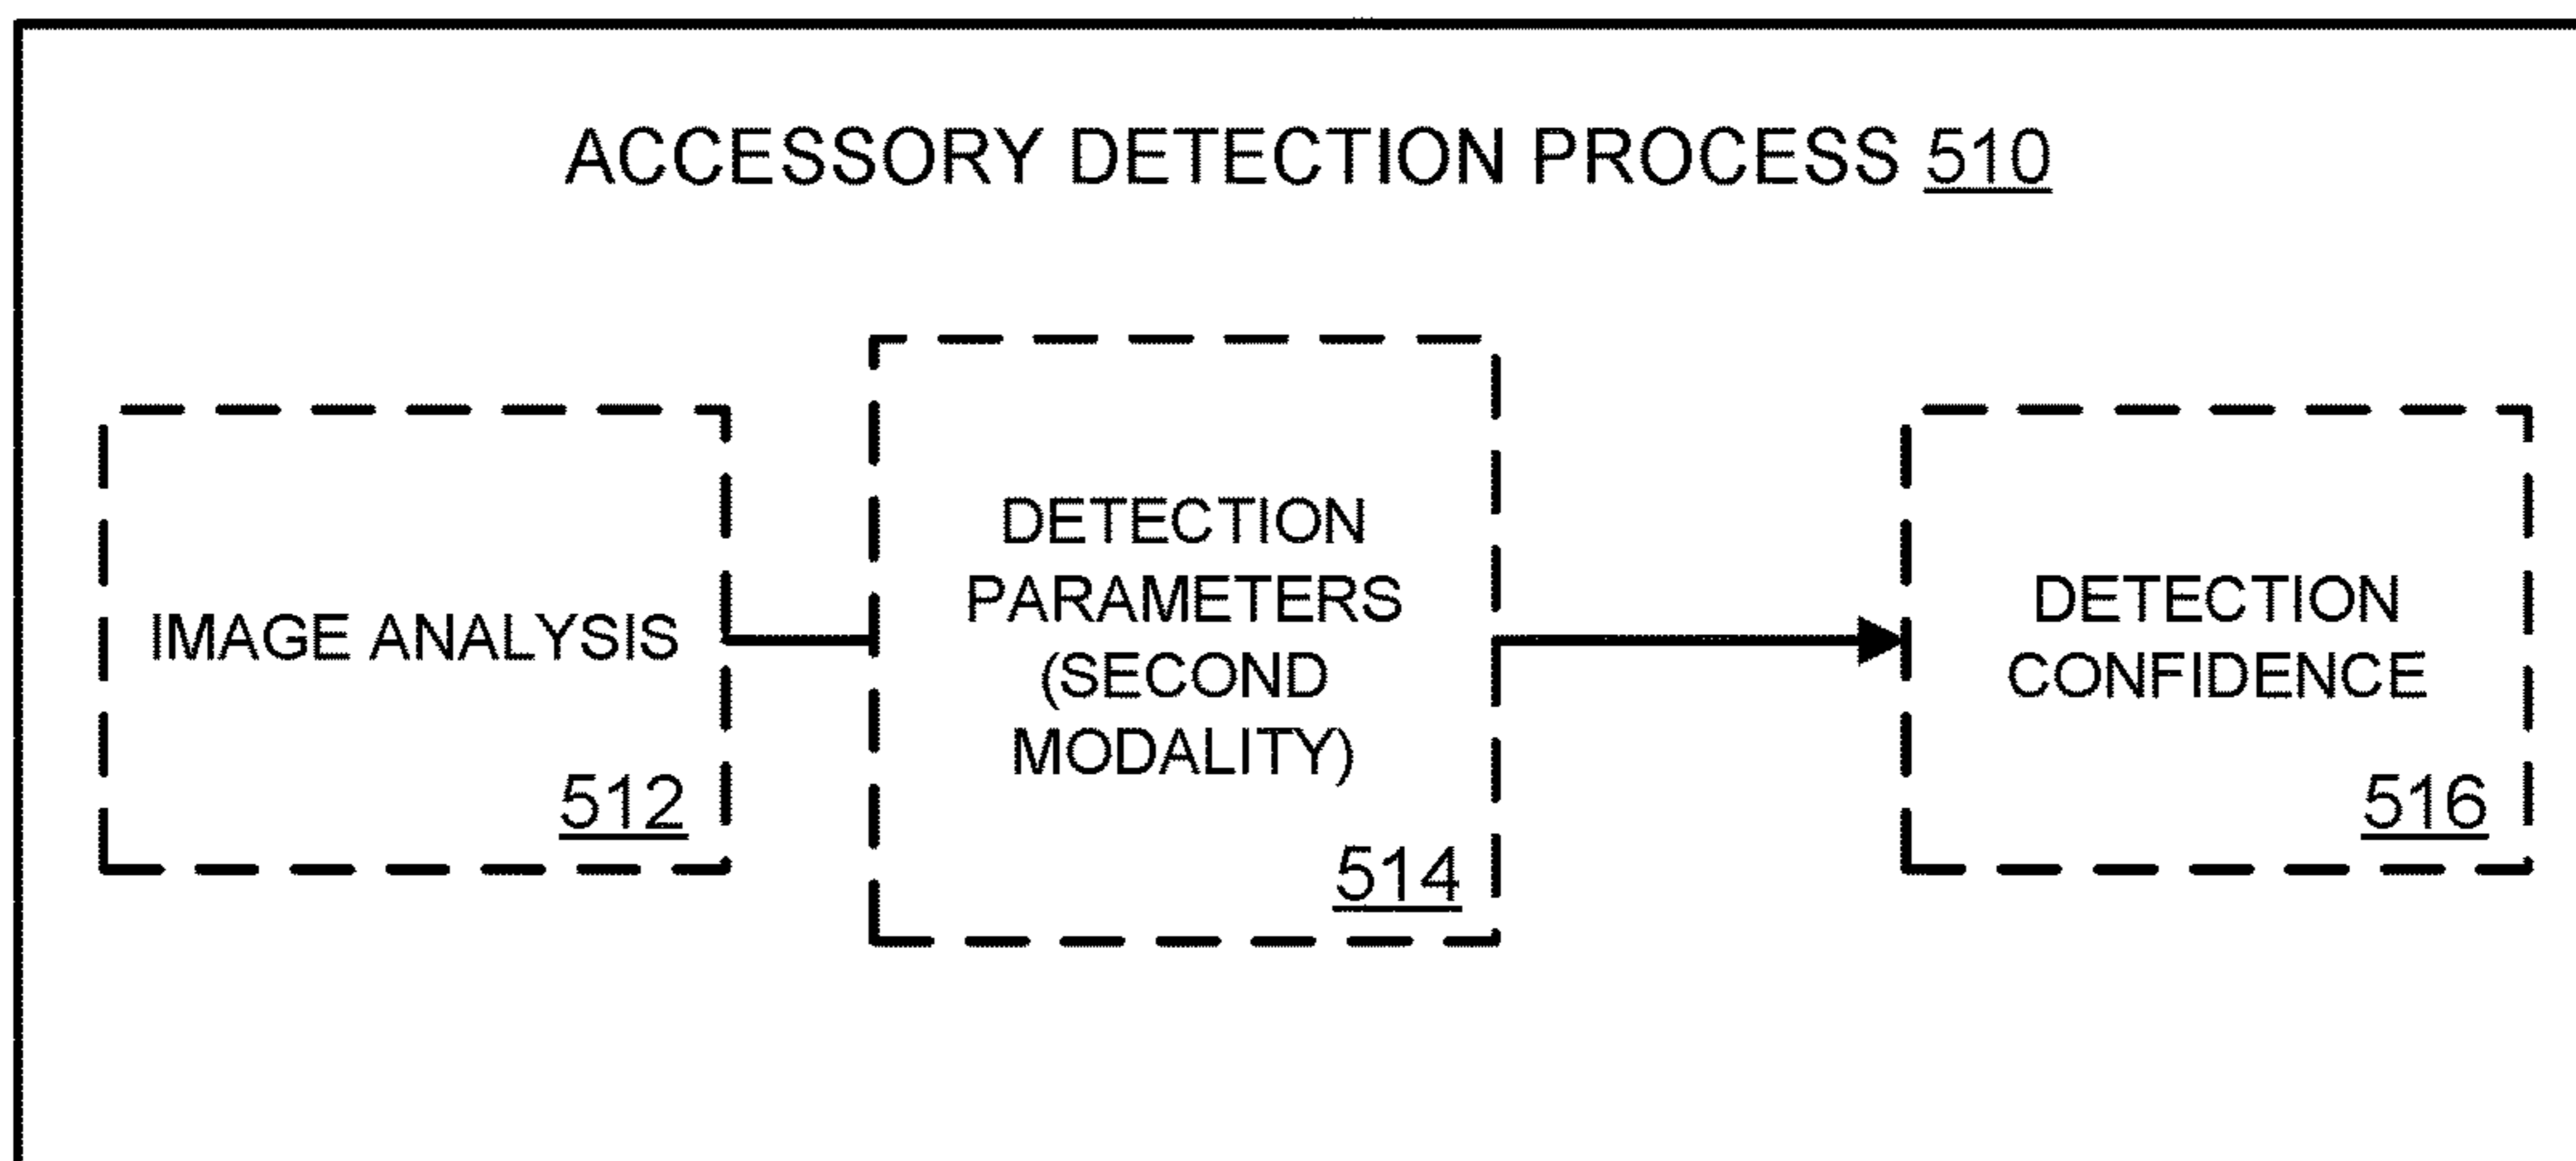 ACCESSORY DETECTION PROCESS 510
IMAGE ANALYSIS
512
DETECTION
PARAMETERS
(SECOND
MODALITY)
514
DETECTION
CONFIDENCE
516